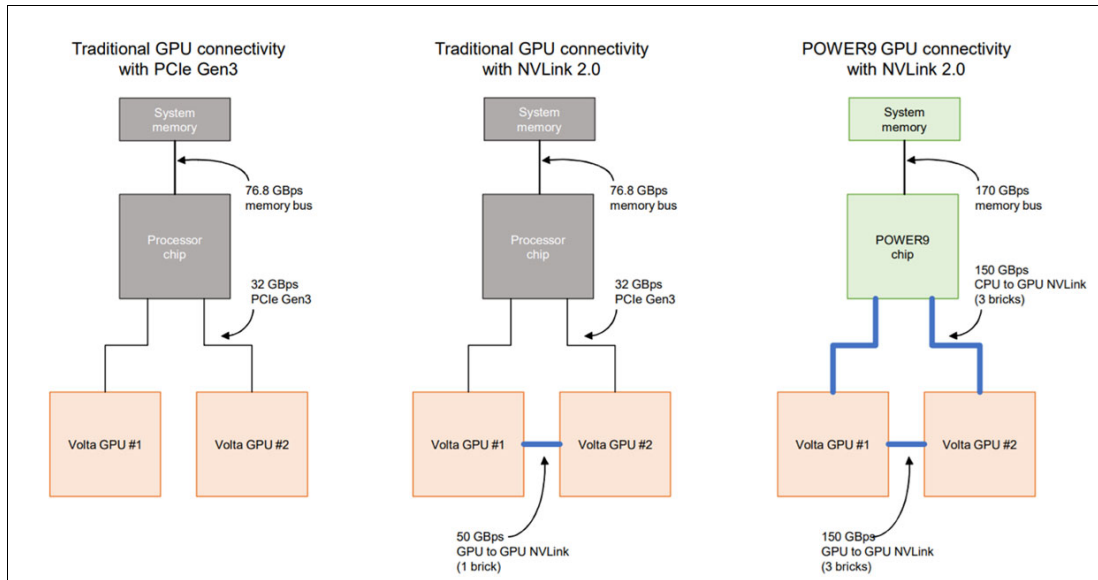 Traditional GPU connectivity
with PCIe Gen3
System
memory
76.8 GBps
memory bus
Processor
chip
32 GBps
PCIe Gen3
Volta GPU #1
Volta GPU #2
Traditional GPU connectivity
with NVLink 2.0
System
memory
76.8 GBps
memory bus
Processor
chip
32 GBps
PCIe Gen3
Volta GPU #1
Volta GPU #2
50 GBps
GPU to GPU NVLink
(1 brick)
POWER9 GPU connectivity
with NVLink 2.0
System
memory
170 GBps
memory bus
POWER9
chip
150 GBps
CPU to GPU NVLink
(3 bricks)
Volta GPU #1
Volta GPU #2
150 GBps
GPU to GPU NVLink
(3 bricks)